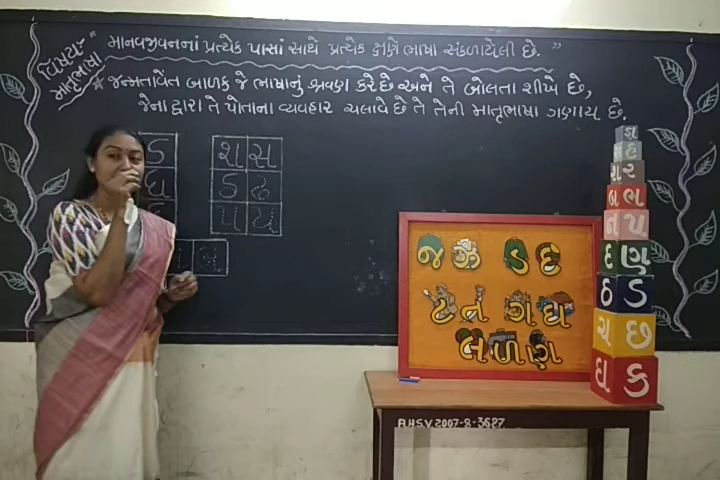 વિષય:-
માતૃભાષા
"માનવજીવનનાં પ્રત્યેક પાસાં સાથે પ્રત્યેક ક્ષણે ભાષા સંકળાયેલી છે."
જન્મતાવેંત બાળક જે ભાષાનું શ્રવણ કરે છે અને તે બોલતા શીખે છે,
જેના દ્વારા તે પોતાના વ્યવહાર ચલાવે છે તે તેની માતૃભાષા ગણાય છે.
ડ
ઘ
શ સ
ડ ઢ
પ ય
બ
જ ઝ ડ દ
ટ ત ગ ય
લ ળ ણ
જ્ઞ
હ
શ ર
બ ભ
ન પ
દ ણ
ઠ ડ
ચ છ
ઘ ક
A.H.S.V 2007-8-3627